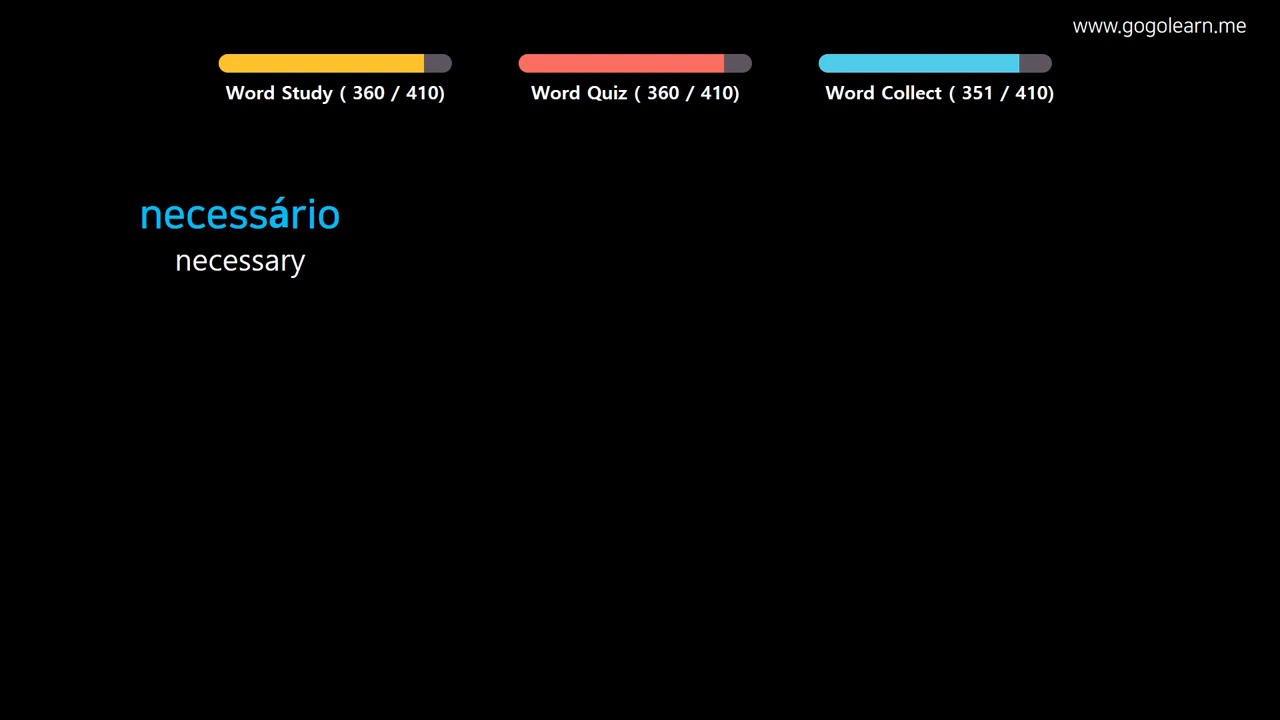 www.gogolearn.me
Word Study ( 360 / 410)
Word Quiz ( 360 / 410)
Word Collect ( 351 / 410)
necessário
necessary